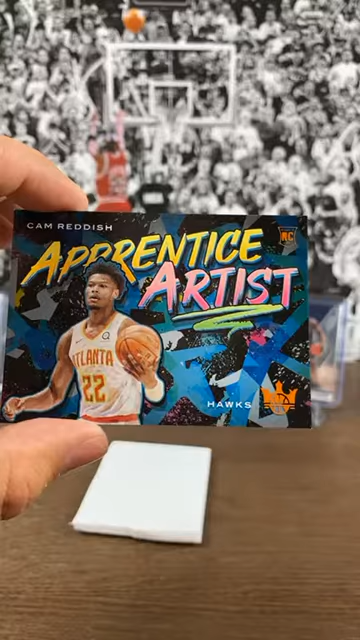 CAM REDDISH
RC
APPRENTICE
ARTIST
ATLANTA
22
HAWKS